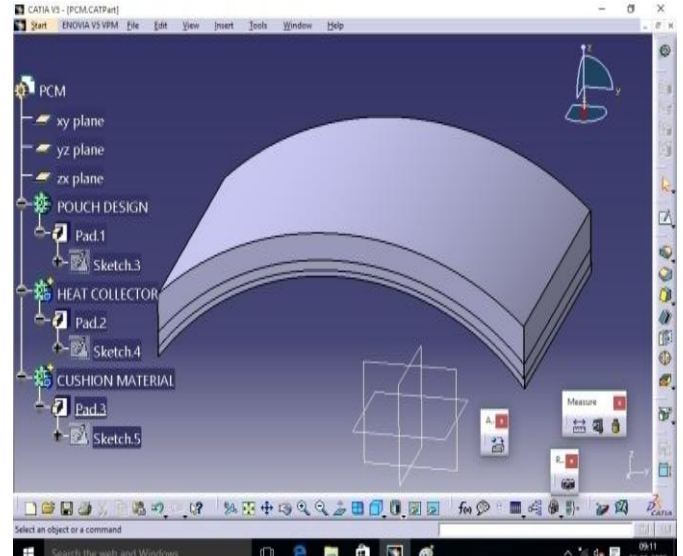 CATIA V5 - [PCM.CATPart]
Start ENOVIA V5 VPM File Edit View Insert Tools Window Help
PCM
xy plane
yz plane
zx plane
POUCH DESIGN
Pad.1
Sketch.3
HEAT COLLECTOR
Pad.2
Sketch.4
CUSHION MATERIAL
Pad.3
Sketch.5
z
y
Measure
A..
R..
z
y
f(x)
CATIA
Select an object or a command
Search the web and Windows
09:11